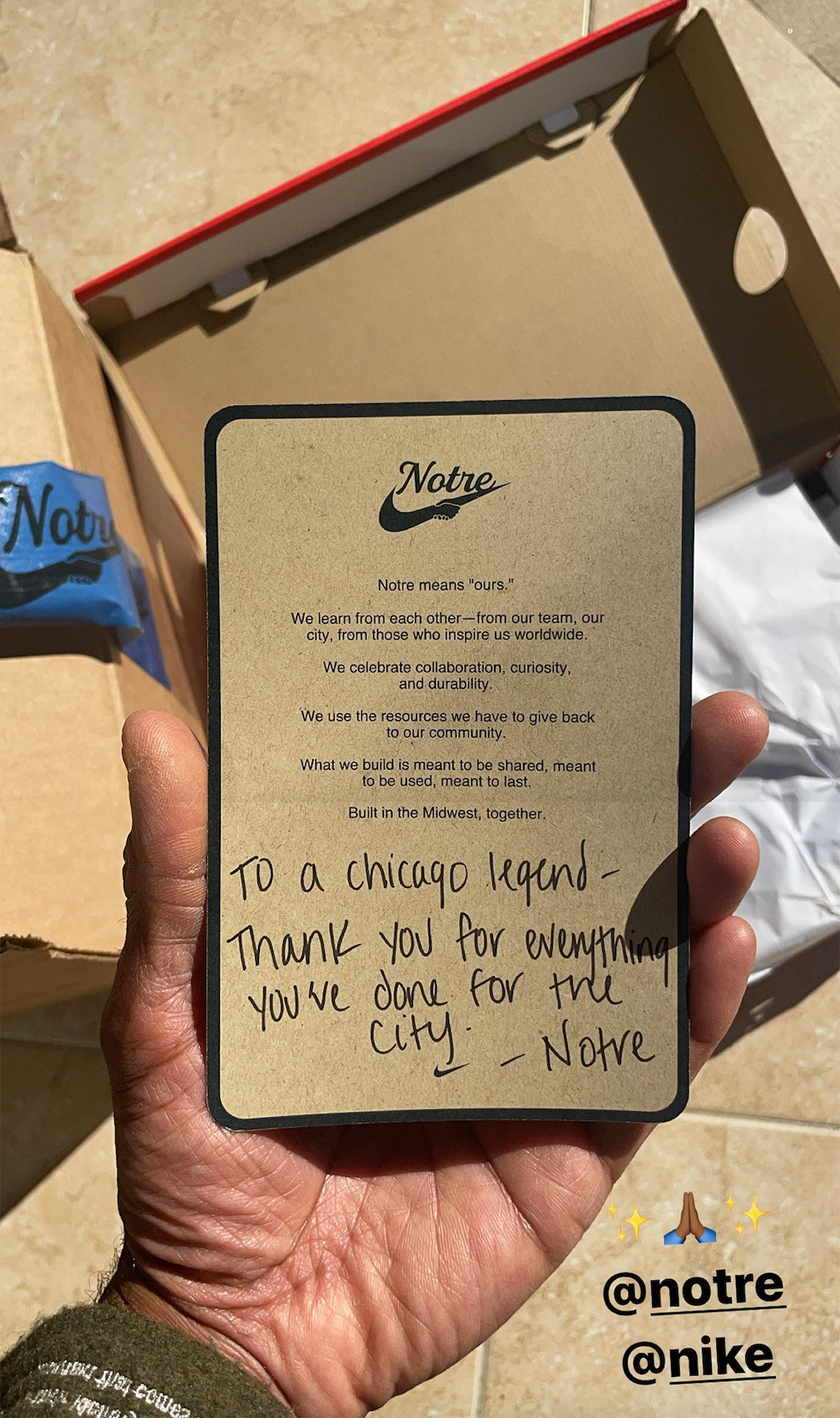 Notre
Notre
Notre means "ours."
We learn from each other—from our team, our
city, from those who inspire us worldwide.
We celebrate collaboration, curiosity,
and durability.
We use the resources we have to give back
to our community.
What we build is meant to be shared, meant
to be used, meant to last.
Built in the Midwest, together.
To a chicago legend -
Thank you for everything
you've done for the
city.
- Notre
@notre
@nike